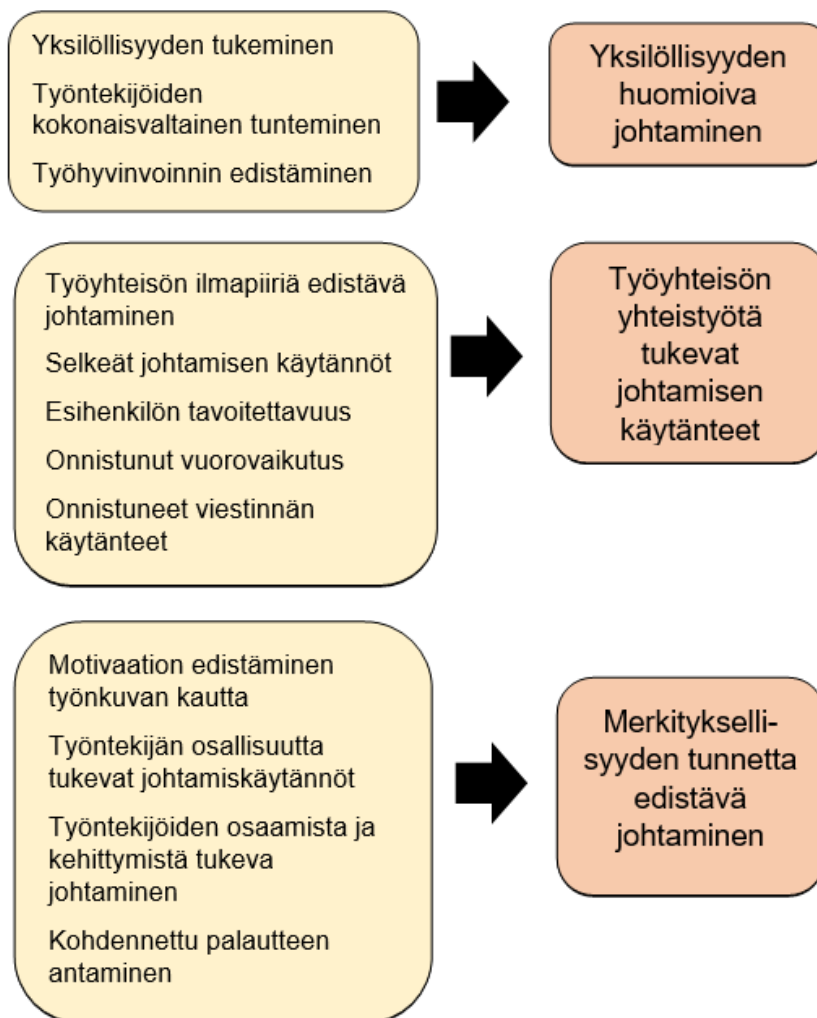 Yksilöllisyyden tukeminen
Työntekijöiden
kokonaisvaltainen tunteminen
Työhyvinvoinnin edistäminen
Yksilöllisyyden
huomioiva
johtaminen
Työyhteisön ilmapiiriä edistävä
johtaminen
Selkeät johtamisen käytännöt
Esihenkilön tavoitettavuus
Onnistunut vuorovaikutus
Onnistuneet viestinnän
käytänteet
Työyhteisön
yhteistyötä
tukevat
johtamisen
käytänteet
Motivaation edistäminen
työnkuvan kautta
Työntekijän osallisuutta
tukevat johtamiskäytännöt
Työntekijöiden osaamista ja
kehittymistä tukeva
johtaminen
Kohdennettu palautteen
antaminen
Merkitykselli-
syyden tunnetta
edistävä
johtaminen